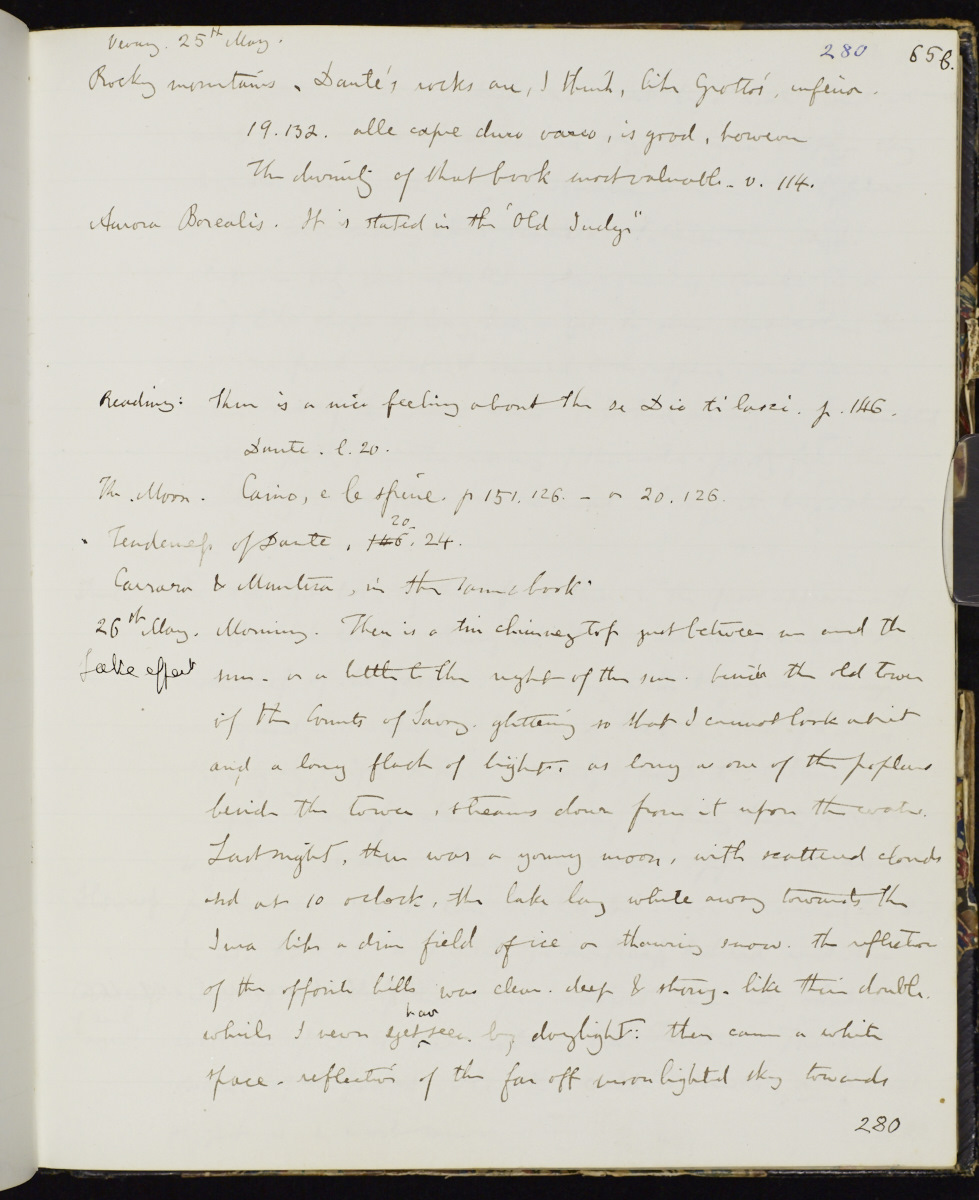 Vevay. 25th May.
280 656.
Rocky mountains. Dante's rocks are, I think, like Giotto's, inferior.
19.132. alle capre duro varco, is good, however
The divinity of that book most valuable. v. 114.
Aurora Borealis. It is stated in the "Old Judge"
Reading: There is a nice feeling about the se Dio ti lasci. p. 146.
Dante. l. 20.
The Moon. Caino, e le spine. p 151. 126. - or 20. 126.
20.
Tenderness of Dante, 146. 24.
Carrara & Mantua, in the same book.
26th May. Morning. There is a tin chimney top just between me and the
Lake effect sun. or a little to the right of the sun. beside the old tower
of the Counts of Savoy. glittering so that I cannot look at it
and a long flash of light, as long as one of the poplars
beside the tower, streams down from it upon the water.
Last night, there was a young moon, with scattered clouds
and at 10 oclock, the lake lay white away towards the
Jura like a dim field of ice or thawing snow. the reflection
of the opposite hills was clear. deep & strong. like their double.
have
which I never yet seen by daylight: then came a white
space. reflection of the far off moonlighted sky towards
280